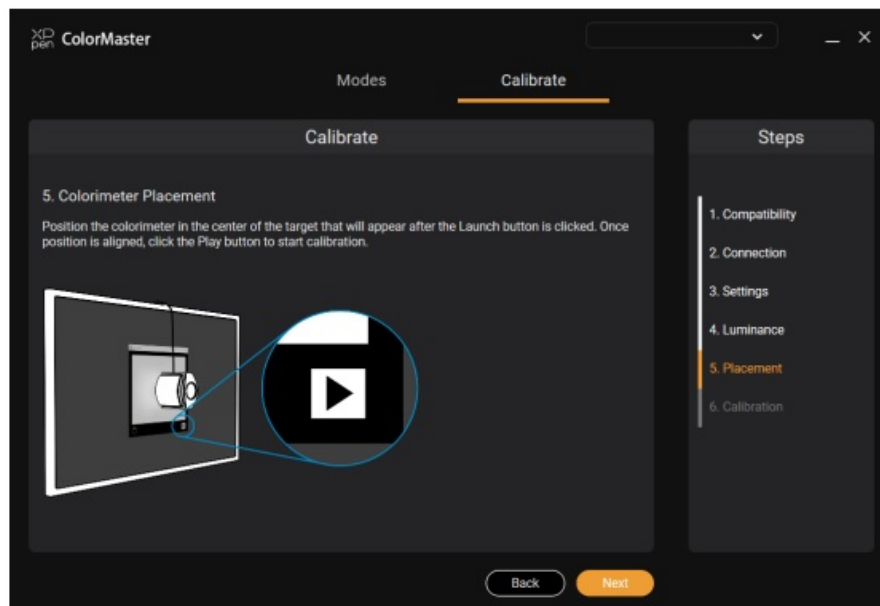 XP
pen ColorMaster
Modes
Calibrate
Calibrate
5. Colorimeter Placement
Position the colorimeter in the center of the target that will appear after the Launch button is clicked. Once
position is aligned, click the Play button to start calibration.
Steps
1. Compatibility
2. Connection
3. Settings
4. Luminance
5. Placement
6. Calibration
Back
Next